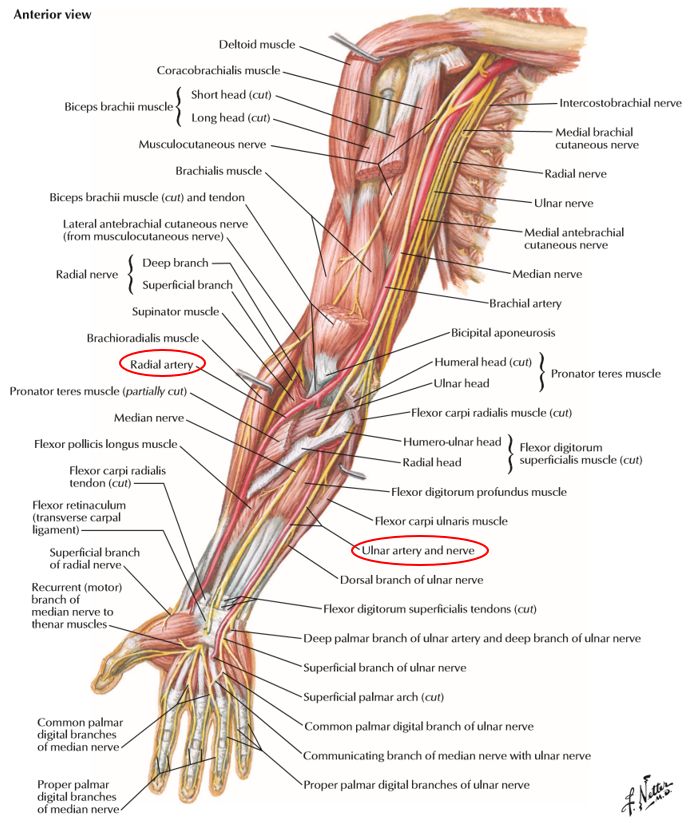 Anterior view
Deltoid muscle
Coracobrachialis muscle
Biceps brachii muscle
Short head (cut)
Long head (cut)
Musculocutaneous nerve
Brachialis muscle
Biceps brachii muscle (cut) and tendon
Lateral antebrachial cutaneous nerve
(from musculocutaneous nerve)
Radial nerve
Deep branch
Superficial branch
Supinator muscle
Brachioradialis muscle
Radial artery
Pronator teres muscle (partially cut)
Median nerve
Flexor pollicis longus muscle
Flexor carpi radialis
tendon (cut)
Flexor retinaculum
(transverse carpal
ligament)
Superficial branch
of radial nerve
Recurrent (motor)
branch of
median nerve to
thenar muscles
Common palmar
digital branches
of median nerve
Proper palmar
digital branches
of median nerve
Intercostobrachial nerve
Medial brachial
cutaneous nerve
Radial nerve
Ulnar nerve
Medial antebrachial
cutaneous nerve
Median nerve
Brachial artery
Bicipital aponeurosis
Humeral head (cut)
Ulnar head
Pronator teres muscle
Flexor carpi radialis muscle (cut)
Humero-ulnar head
Radial head
Flexor digitorum
superficialis muscle (cut)
Flexor digitorum profundus muscle
Flexor carpi ulnaris muscle
Ulnar artery and nerve
Dorsal branch of ulnar nerve
Flexor digitorum superficialis tendons (cut)
Deep palmar branch of ulnar artery and deep branch of ulnar nerve
Superficial branch of ulnar nerve
Superficial palmar arch (cut)
Common palmar digital branch of ulnar nerve
Communicating branch of median nerve with ulnar nerve
Proper palmar digital branches of ulnar nerve
F. Netter
M.D.